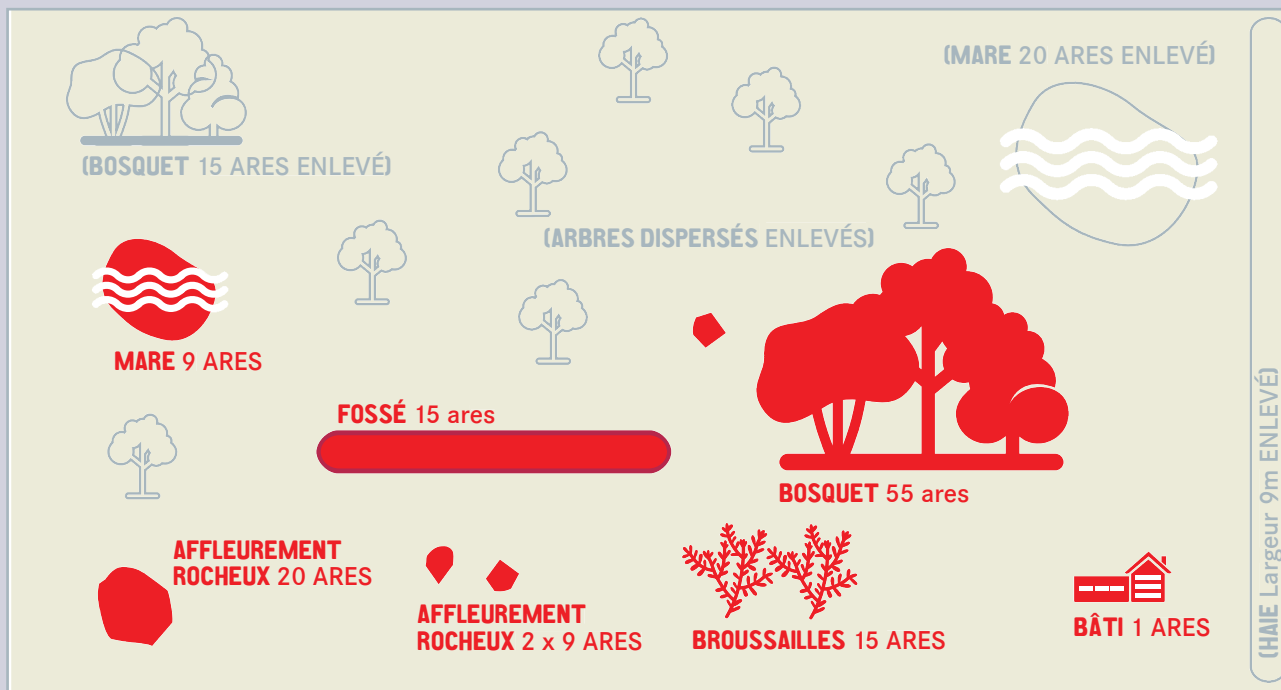 (MARE 20 ARES ENLEVÉ)
(BOSQUET 15 ARES ENLEVÉ)
(ARBRES DISPERSÉS ENLEVÉS)
MARE 9 ARES
FOSSÉ 15 ares
BOSQUET 55 ares
AFFLEUREMENT
ROCHEUX 20 ARES
AFFLEUREMENT
ROCHEUX 2 x 9 ARES
BROUSSAILLES 15 ARES
BÂTI 1 ARES
(HAIE Largeur 9m ENLEVÉ)